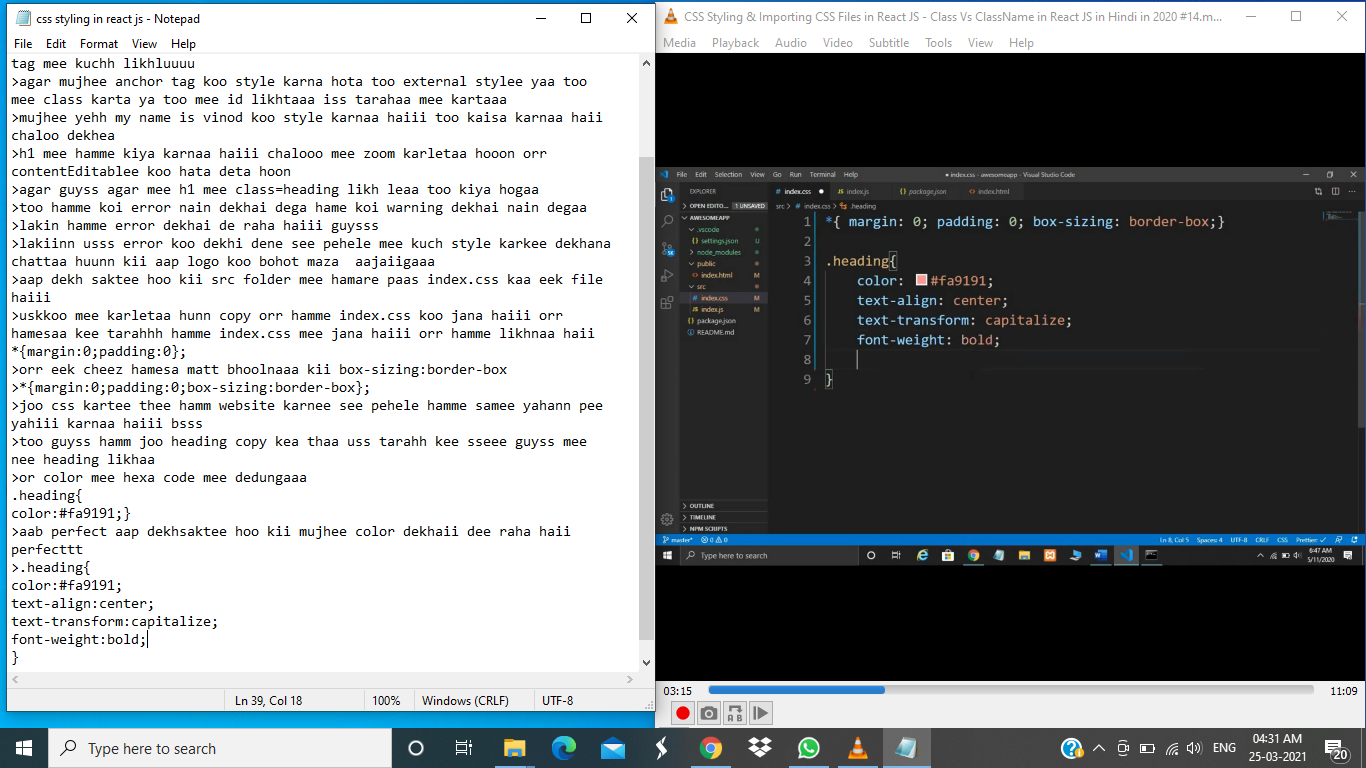 css styling in react js - Notepad
File Edit Format View Help
tag mee kuchh likhluuuu
>agar mujhee anchor tag koo style karna hota too external stylee yaa too
mee class karta ya too mee id likhtaaa iss tarahaa mee kartaaa
>mujhee yehh my name is vinod koo style karnaa haiii too kaisa karnaa haii
chaloo dekhea
>h1 mee hamme kiya karnaa haiii chalooo mee zoom karletaa hooon orr
contentEditablee koo hata deta hoon
>agar guyss agar mee h1 mee class=heading likh leaa too kiya hogaa
>too hamme koi error nain dekhai dega hame koi warning dekhai nain degaa
>lakin hamme error dekhai de raha haiii guysss
>lakiinn usss error koo dekhi dene see pehele mee kuch style karkee dekhana
chattaa huunn kii aap logo koo bohot maza  aajaiigaaa
>aap dekh saktee hoo kii src folder mee hamare paas index.css kaa eek file
haiii
>uskkoo mee karletaa hunn copy orr hamme index.css koo jana haiii orr
hamesaa kee tarahhh hamme index.css mee jana haiii orr hamme likhnaa haii
*{margin:0;padding:0};
>orr eek cheez hamesa matt bhoolnaaa kii box-sizing:border-box
>*{margin:0;padding:0;box-sizing:border-box};
>joo css kartee thee hamm website karnee see pehele hamme samee yahann pee
yahiii karnaa haiii bsss
>too guyss hamm joo heading copy kea thaa uss tarahh kee sseee guyss mee
nee heading likhaa
>or color mee hexa code mee dedungaaa
.heading{
color:#fa9191;}
>aab perfect aap dekhsaktee hoo kii mujhee color dekhaii dee raha haii
perfecttt
>.heading{
color:#fa9191;
text-align:center;
text-transform:capitalize;
font-weight:bold;
}
Ln 39, Col 18 100% Windows (CRLF) UTF-8
CSS Styling & Importing CSS Files in React JS - Class Vs ClassName in React JS in Hindi in 2020 #14.m...
Media Playback Audio Video Subtitle Tools View Help
File Edit Selection View Go Run Terminal Help
● index.css - awesomeapp - Visual Studio Code
EXPLORER
# index.css ● JS index.js {} package.json <> index.html
OPEN EDITO... 1 UNSAVED
src > # index.css > .heading
AWESOMEAPP
.vscode
{} settings.json U
node_modules
public
<> index.html M
src
# index.css M
JS index.js M
{} package.json
README.md
1 *{ margin: 0; padding: 0; box-sizing: border-box;}
2
3 .heading{
4 color: #fa9191;
5 text-align: center;
6 text-transform: capitalize;
7 font-weight: bold;
8
9 }
OUTLINE
TIMELINE
NPM SCRIPTS
master* 0 0 Ln 8, Col 5 Spaces: 4 UTF-8 CRLF CSS Prettier: ✓
Type here to search
6:47 AM
5/11/2020
03:15 11:09
A B
Type here to search
ENG
04:31 AM
25-03-2021
20